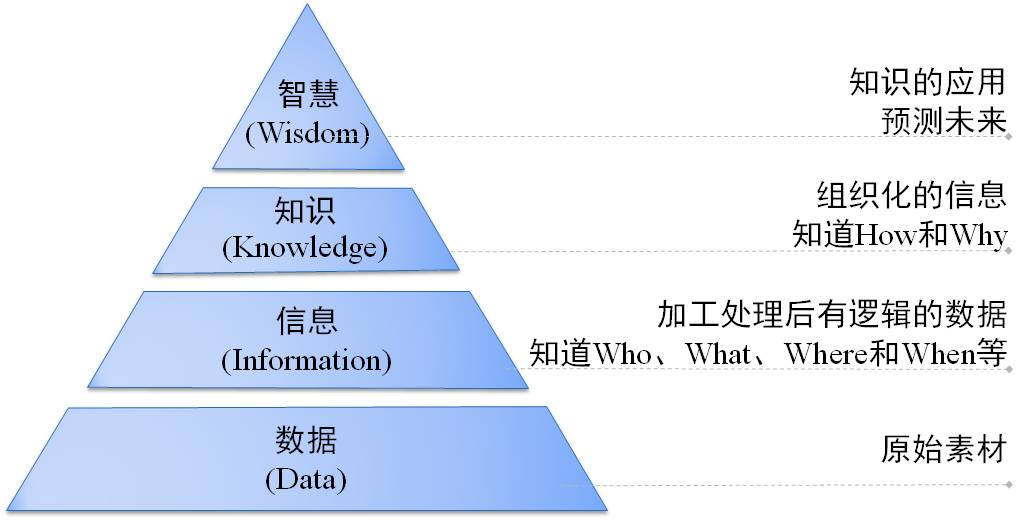 智慧
(Wisdom)
知识的应用
预测未来
知识
(Knowledge)
组织化的信息
知道How和Why
信息
(Information)
加工处理后有逻辑的数据
知道Who、What、Where和When等
数据
(Data)
原始素材